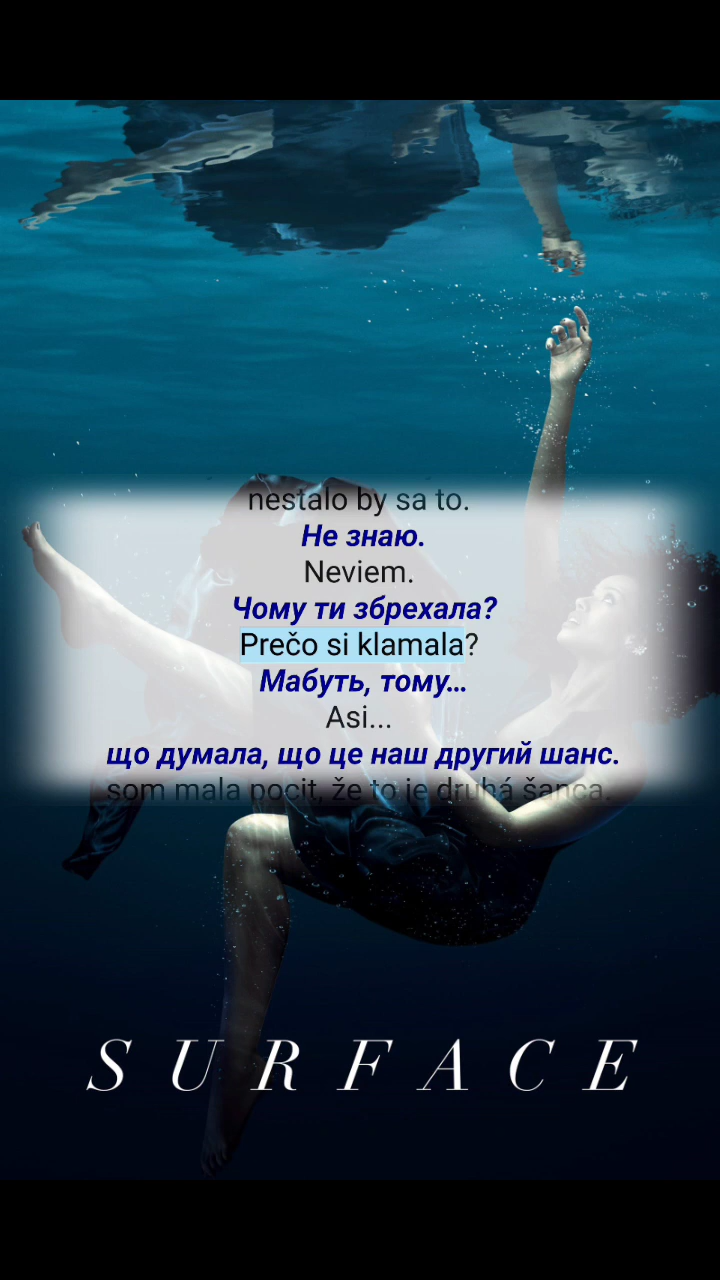 nestalo by sa to.
Не знаю.
Neviem.
Чому ти збрехала?
Prečo si klamala?
Мабуть, тому...
Asi...
що думала, що це наш другий шанс.
som mala pocit, že to je druhá šanca.
SURFACE